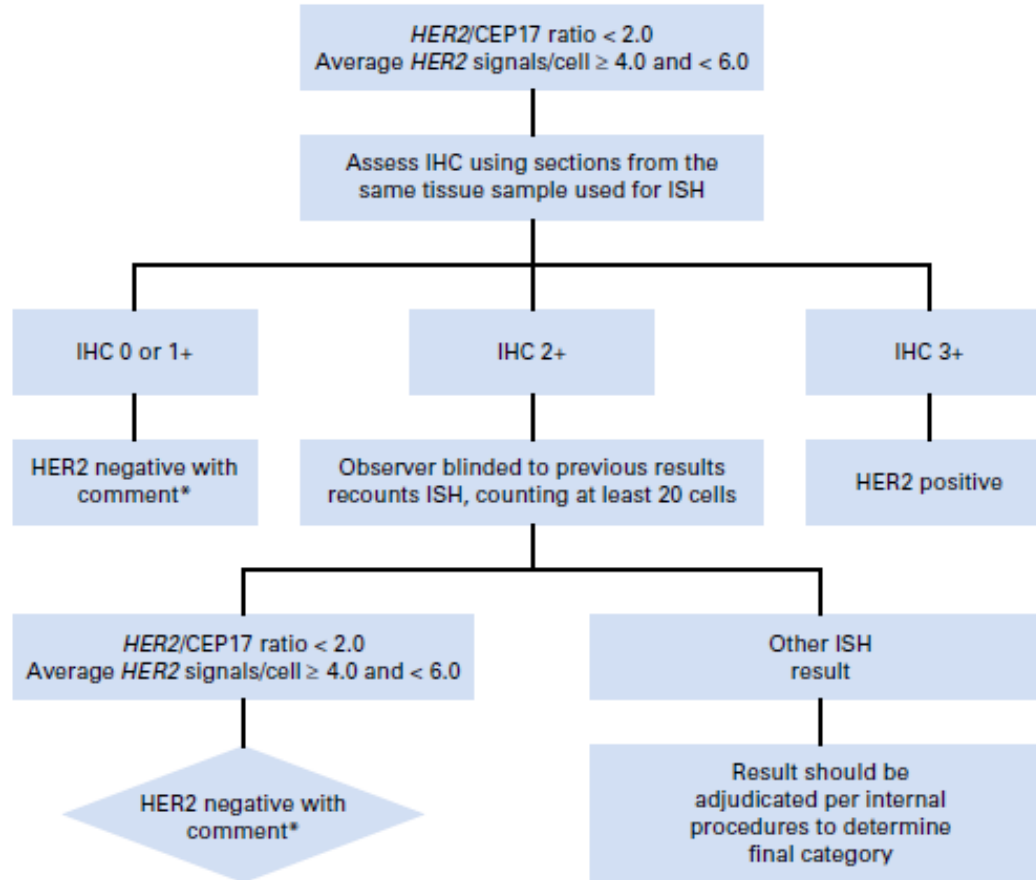 HER2/CEP17 ratio < 2.0
Average HER2 signals/cell ≥ 4.0 and < 6.0
Assess IHC using sections from the
same tissue sample used for ISH
IHC 0 or 1+
IHC 2+
IHC 3+
HER2 negative with
comment*
Observer blinded to previous results
recounts ISH, counting at least 20 cells
HER2 positive
HER2/CEP17 ratio < 2.0
Average HER2 signals/cell ≥ 4.0 and < 6.0
Other ISH
result
HER2 negative with
comment*
Result should be
adjudicated per internal
procedures to determine
final category